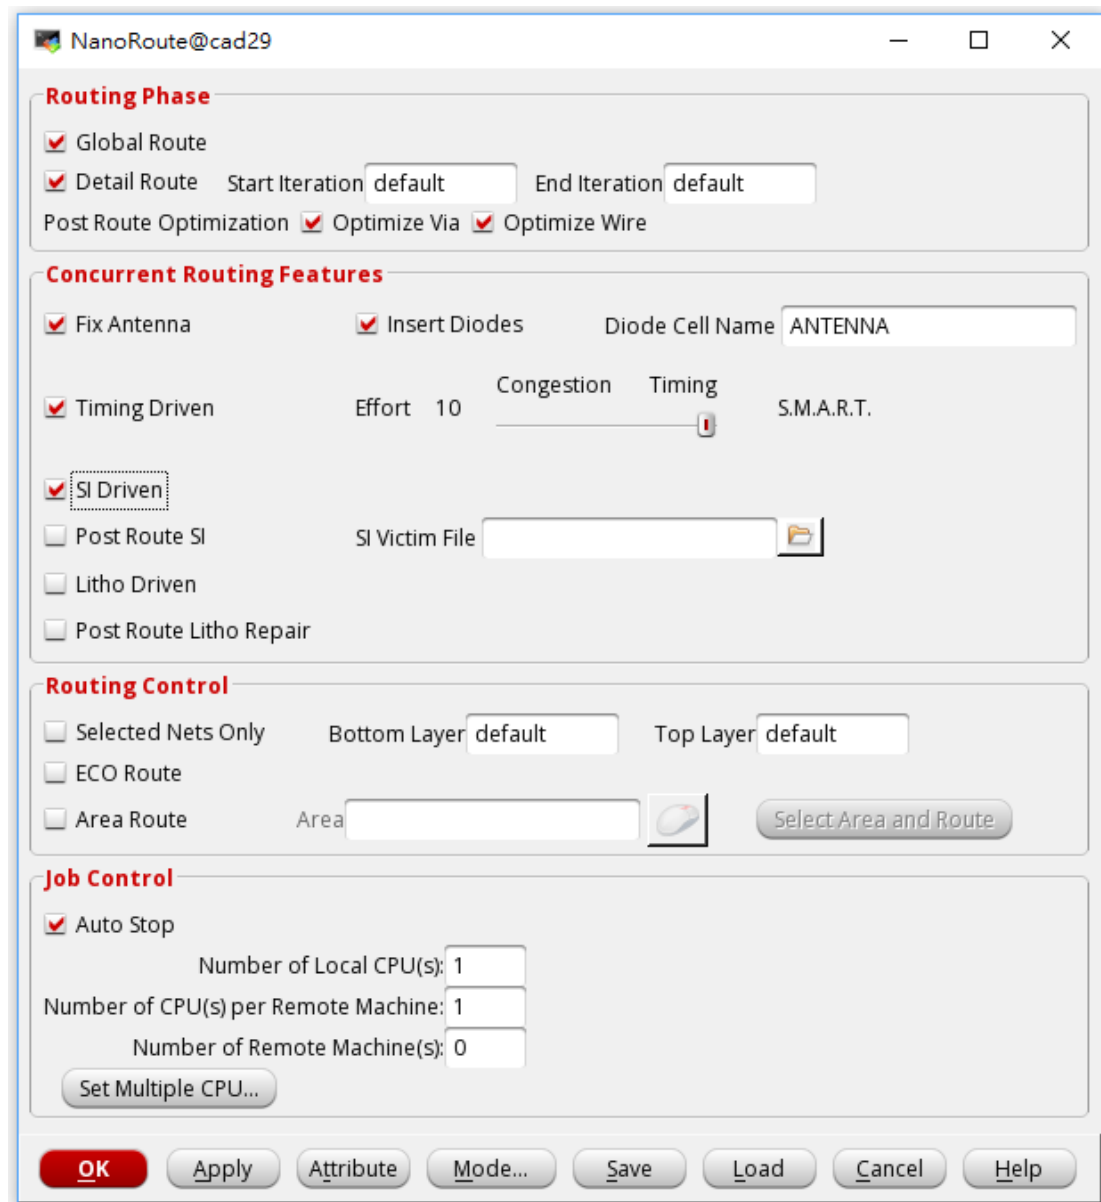 NanoRoute@cad29
Routing Phase
Global Route
Detail Route Start Iteration default End Iteration default
Post Route Optimization Optimize Via Optimize Wire
Concurrent Routing Features
Fix Antenna Insert Diodes Diode Cell Name ANTENNA
Congestion Timing
Timing Driven Effort 10 S.M.A.R.T.
SI Driven
Post Route SI SI Victim File
Litho Driven
Post Route Litho Repair
Routing Control
Selected Nets Only Bottom Layer default Top Layer default
ECO Route
Area Route Area Select Area and Route
Job Control
Auto Stop
Number of Local CPU(s): 1
Number of CPU(s) per Remote Machine: 1
Number of Remote Machine(s): 0
Set Multiple CPU...
OK Apply Attribute Mode... Save Load Cancel Help